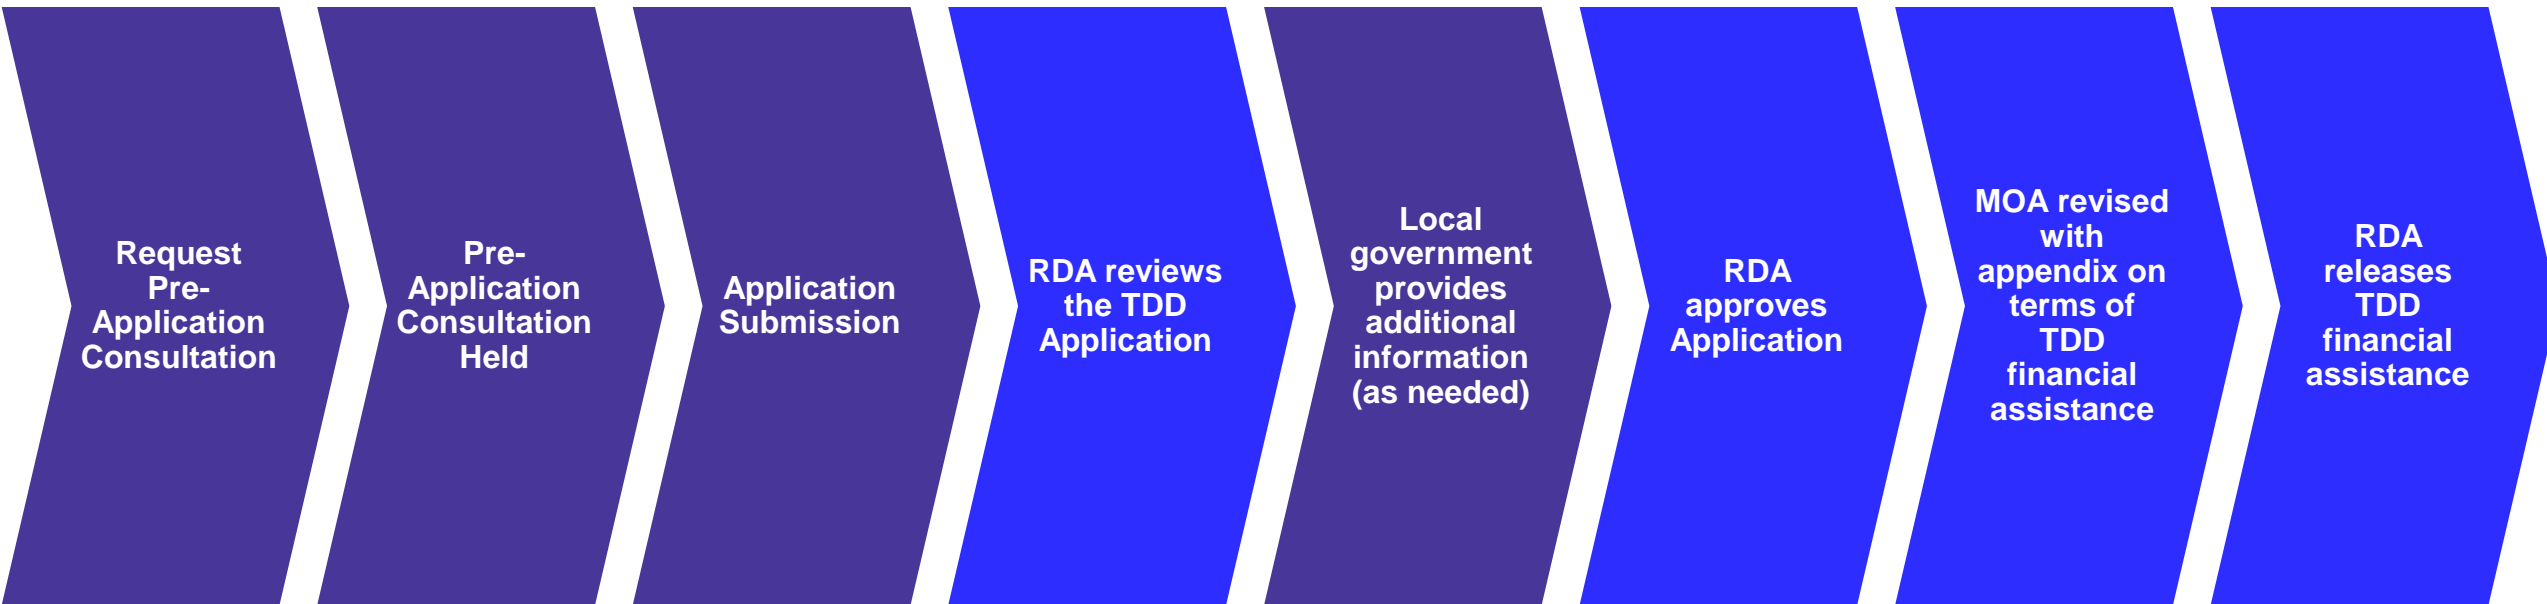 Request
Pre-
Application
Consultation
Pre-
Application
Consultation
Held
Application
Submission
RDA reviews
the TDD
Application
Local
government
provides
additional
information
(as needed)
RDA
approves
Application
MOA revised
with
appendix on
terms of
TDD
financial
assistance
RDA
releases
TDD
financial
assistance